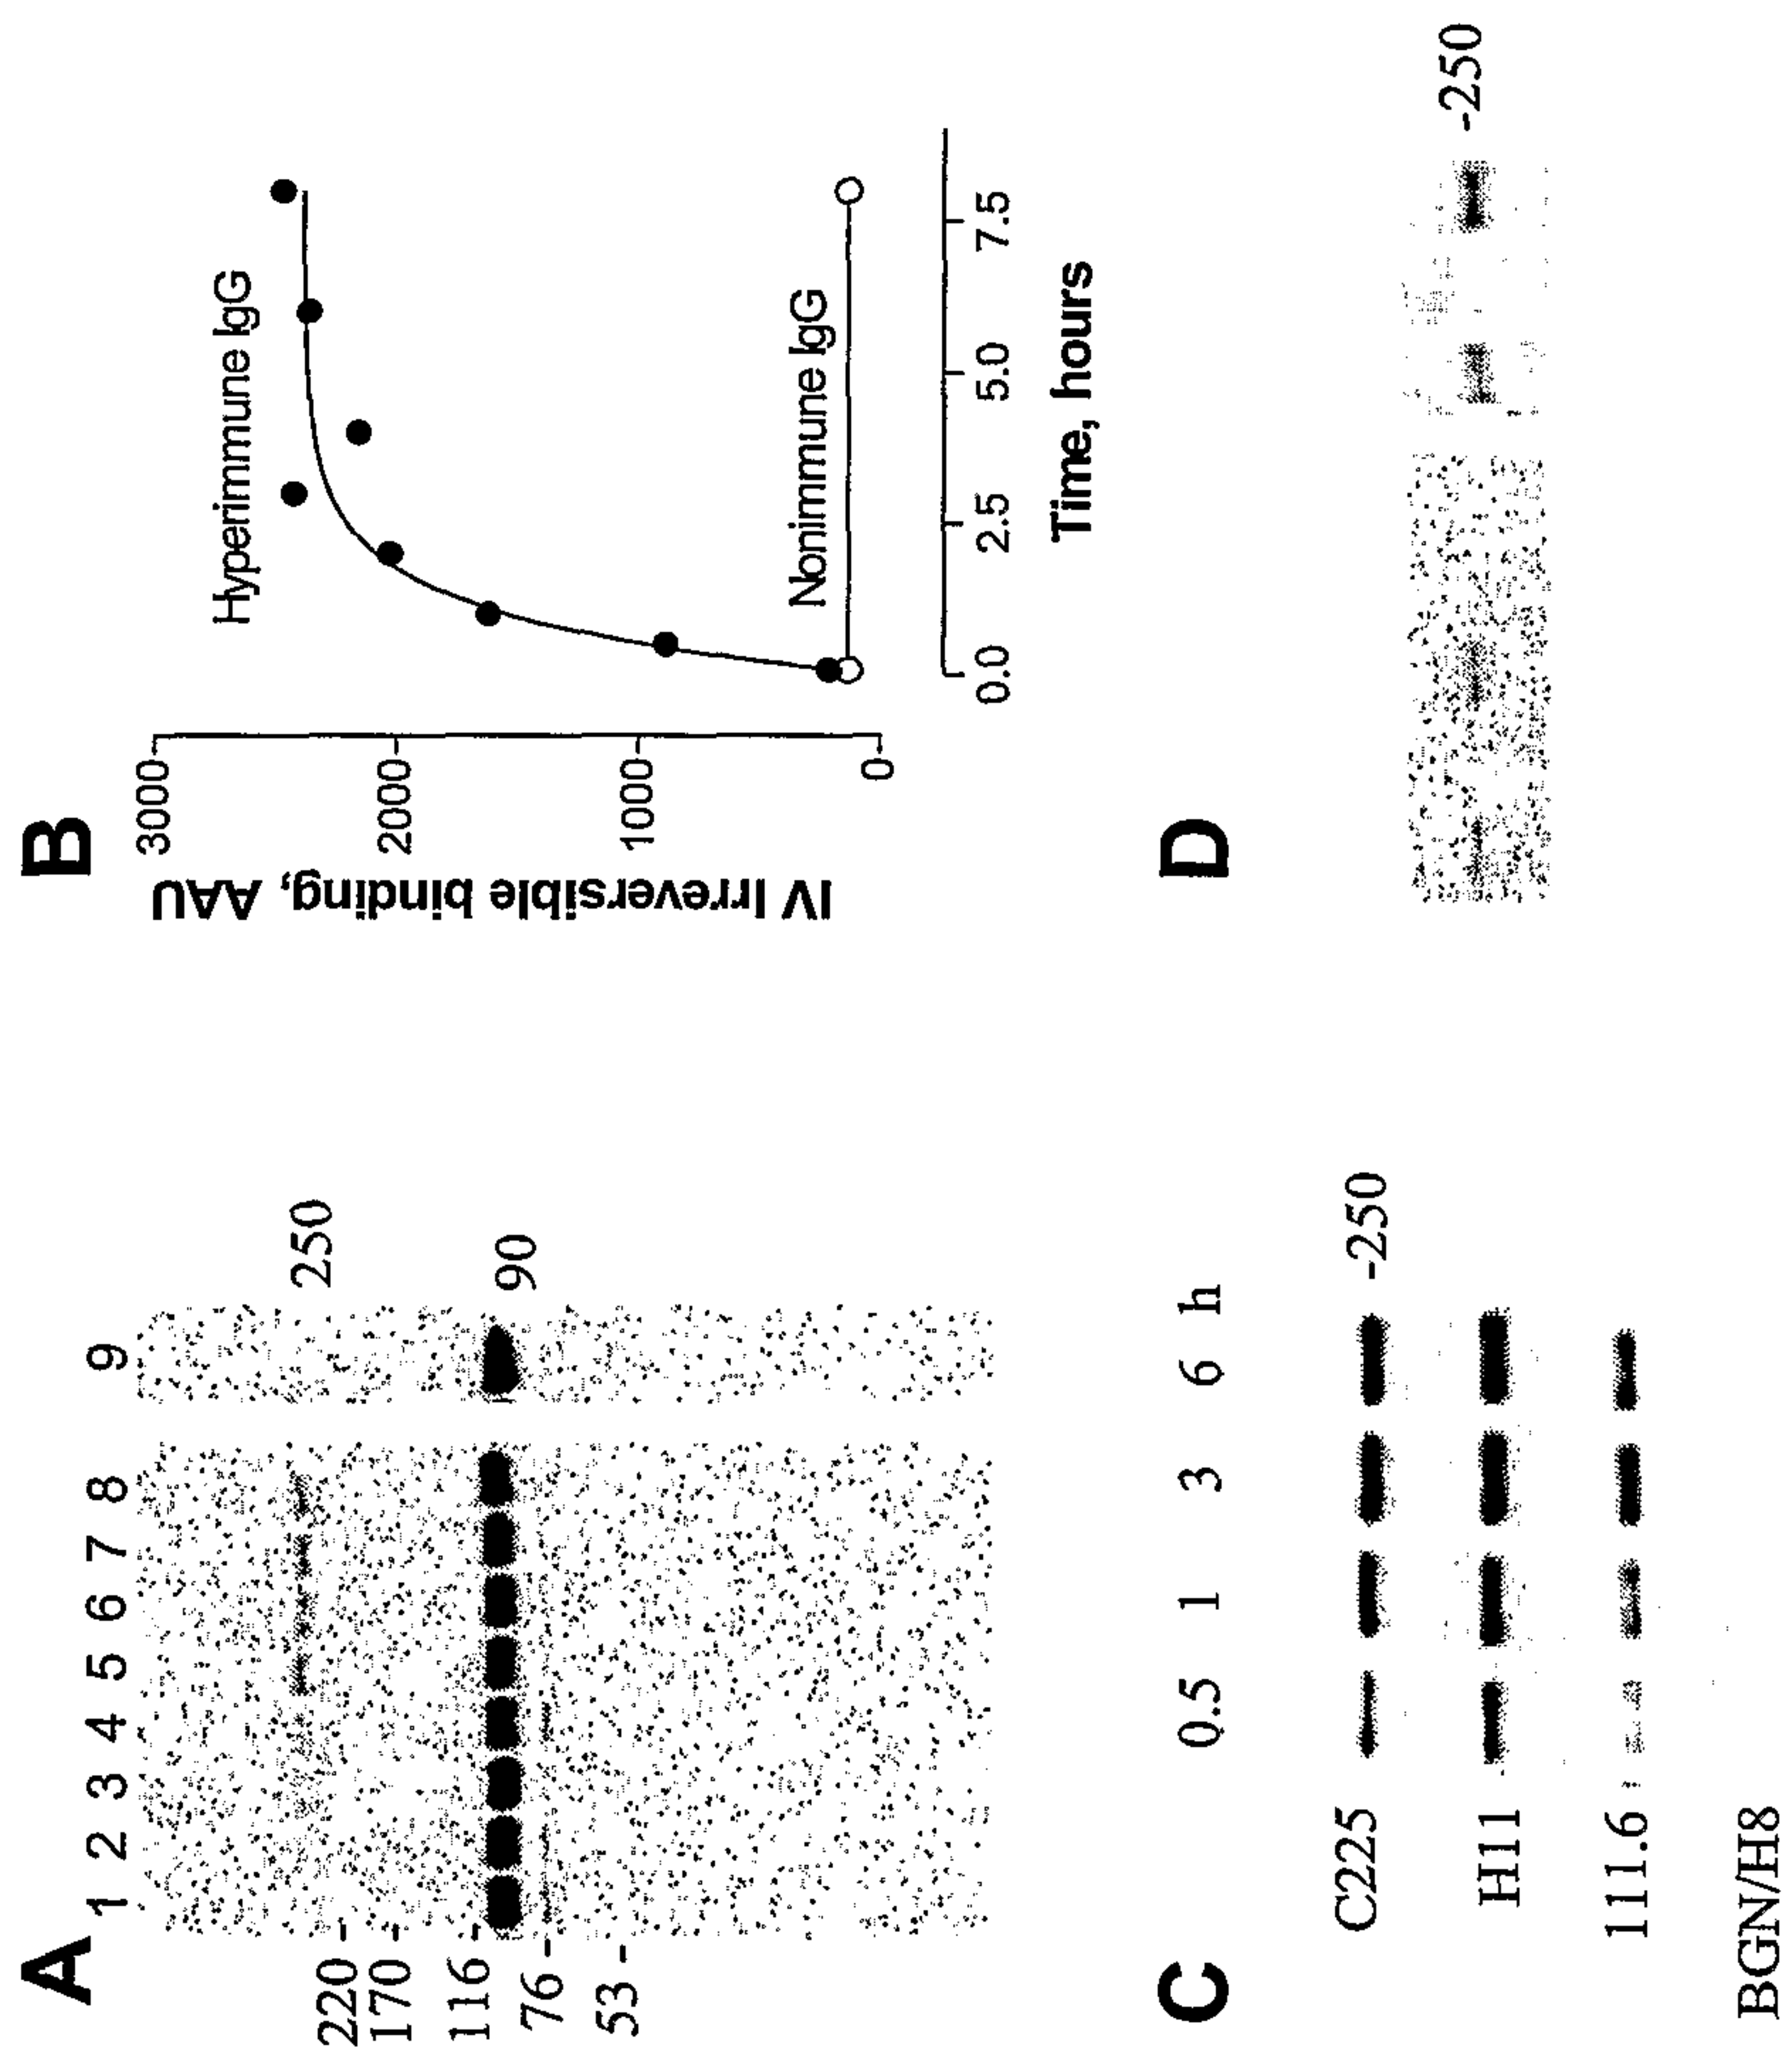 A
1 2 3 4 5 6 7 8 9
220 -
170 -
116 -
76 -
53 -
250
90
B
IV Irreversible binding, AAU
3000
2000
1000
0
Hyperimmune IgG
Nonimmune IgG
0.0 2.5 5.0 7.5
Time, hours
C
0.5 1 3 6 h
C225
-250
H11
111.6
BGN/H8
D
-250